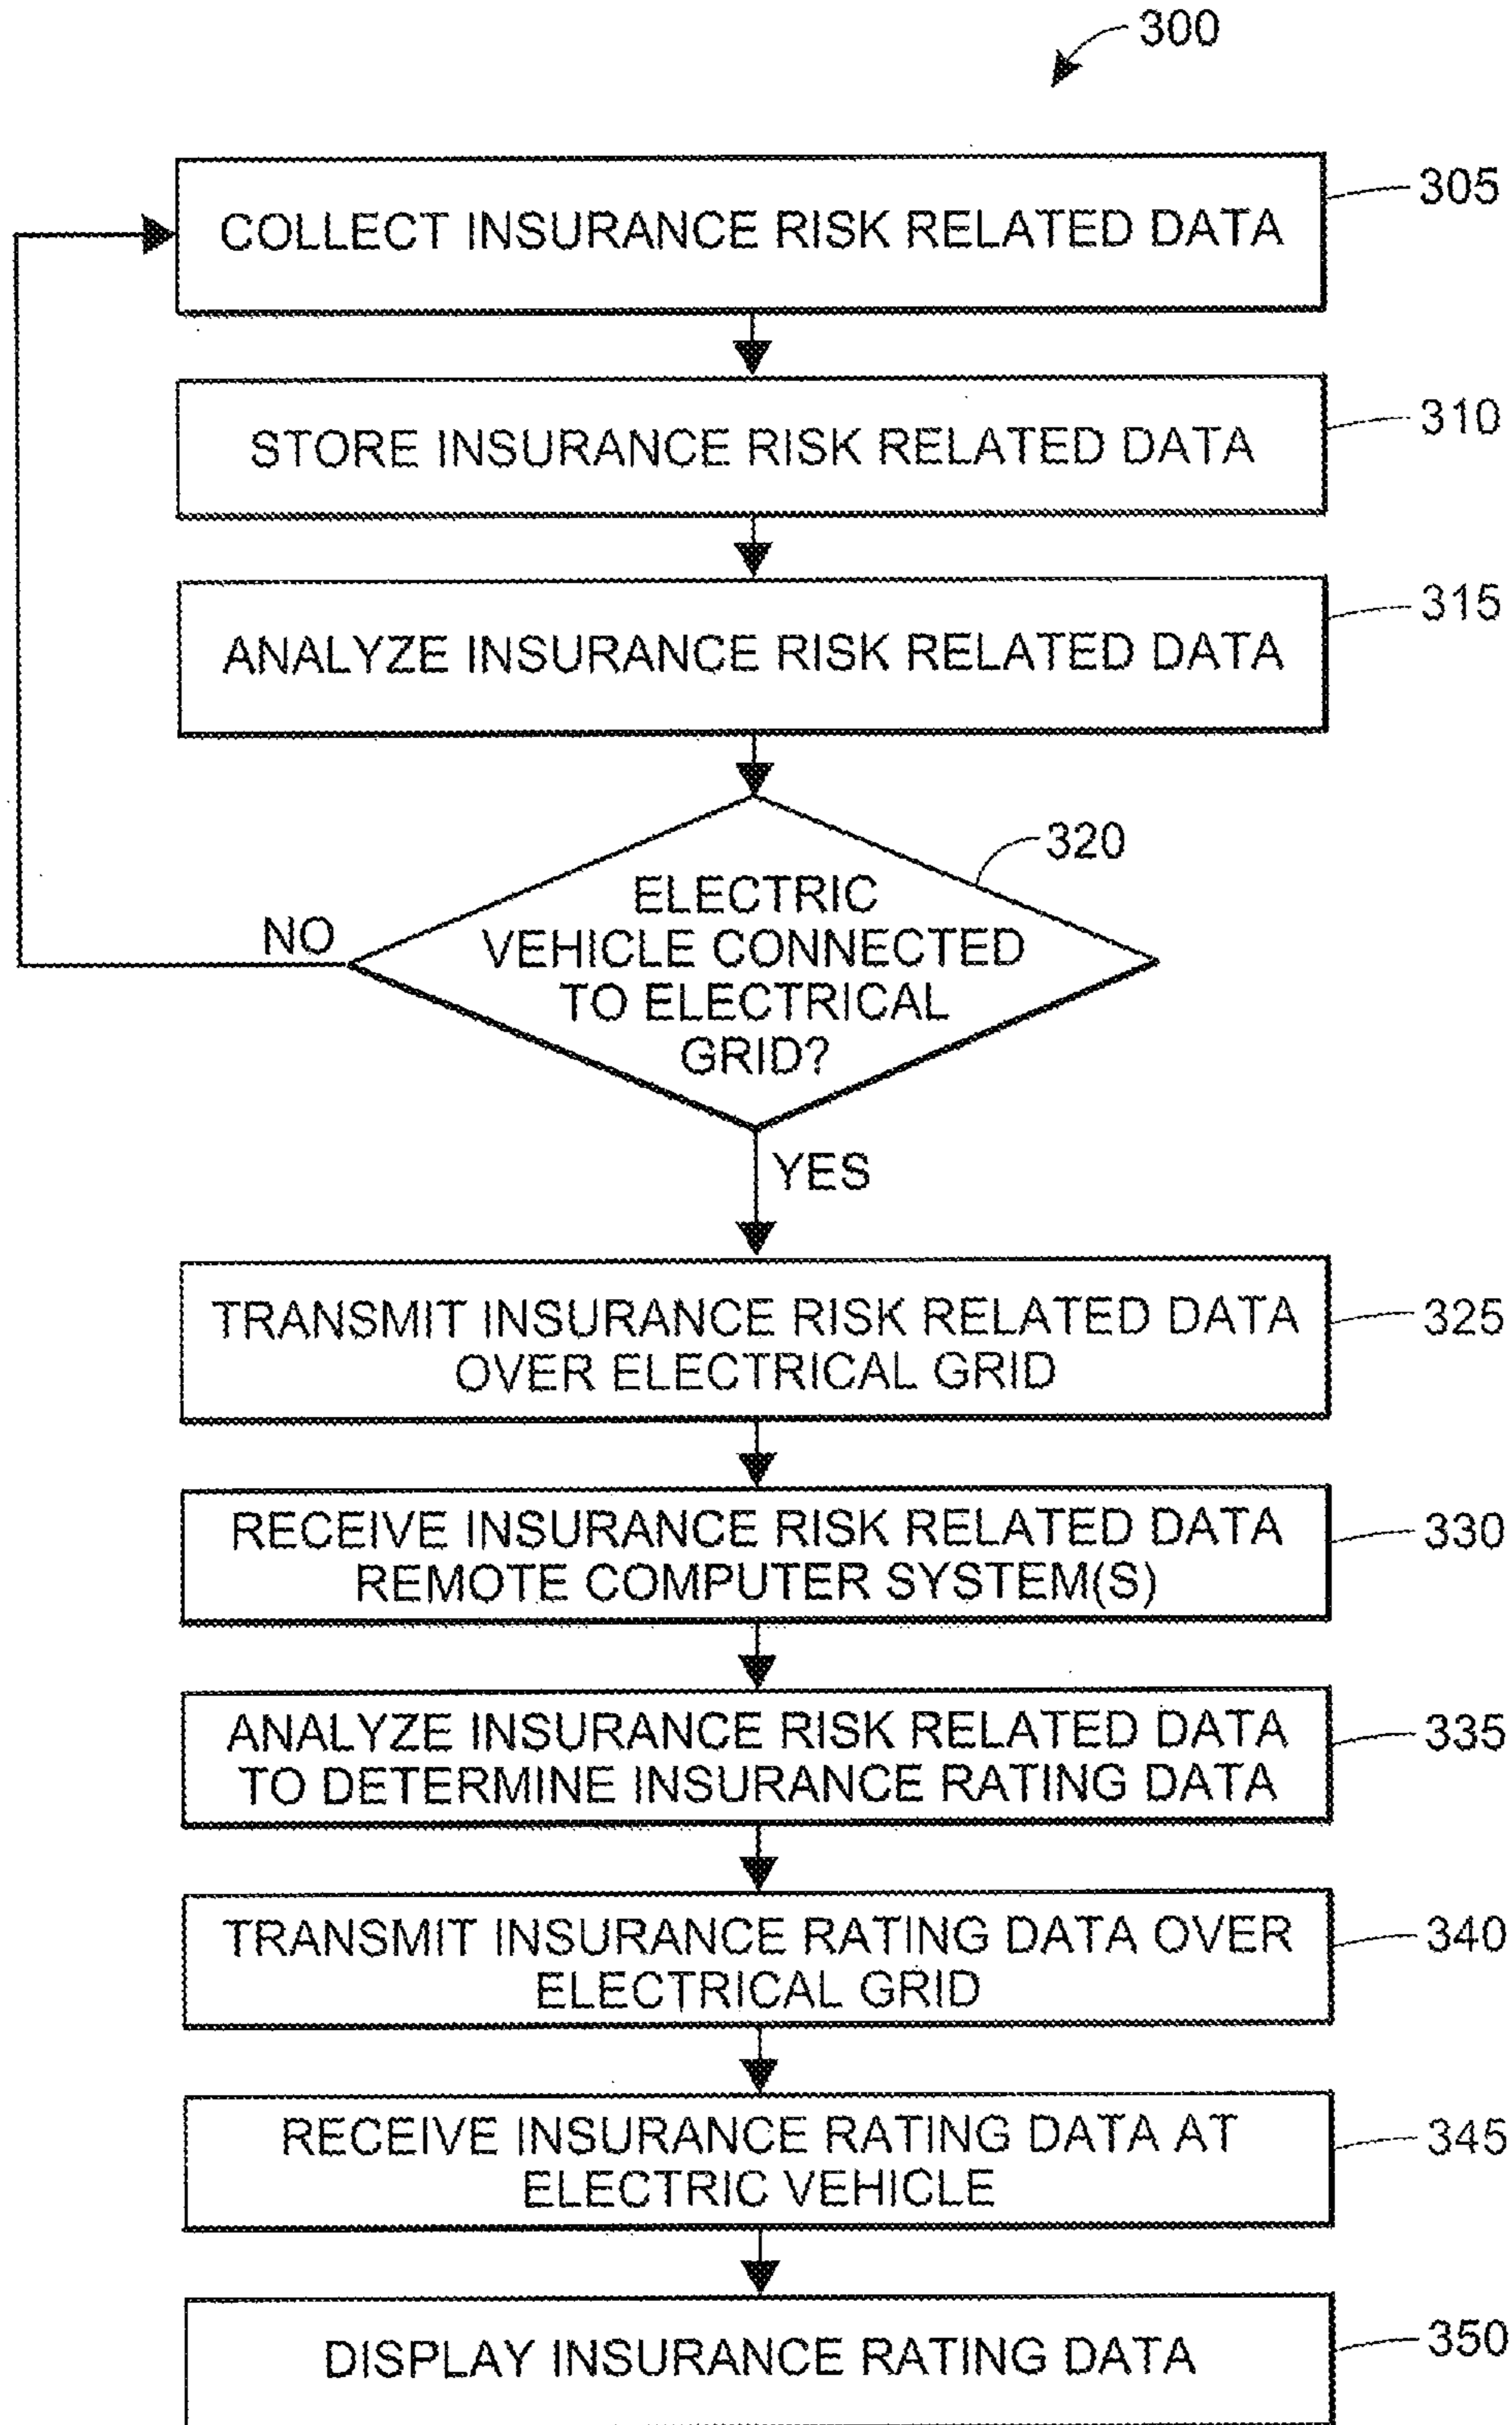 300
COLLECT INSURANCE RISK RELATED DATA
305
STORE INSURANCE RISK RELATED DATA
310
ANALYZE INSURANCE RISK RELATED DATA
315
320
ELECTRIC
VEHICLE CONNECTED
TO ELECTRICAL
GRID?
NO
YES
TRANSMIT INSURANCE RISK RELATED DATA
OVER ELECTRICAL GRID
325
RECEIVE INSURANCE RISK RELATED DATA
REMOTE COMPUTER SYSTEM(S)
330
ANALYZE INSURANCE RISK RELATED DATA
TO DETERMINE INSURANCE RATING DATA
335
TRANSMIT INSURANCE RATING DATA OVER
ELECTRICAL GRID
340
RECEIVE INSURANCE RATING DATA AT
ELECTRIC VEHICLE
345
DISPLAY INSURANCE RATING DATA
350